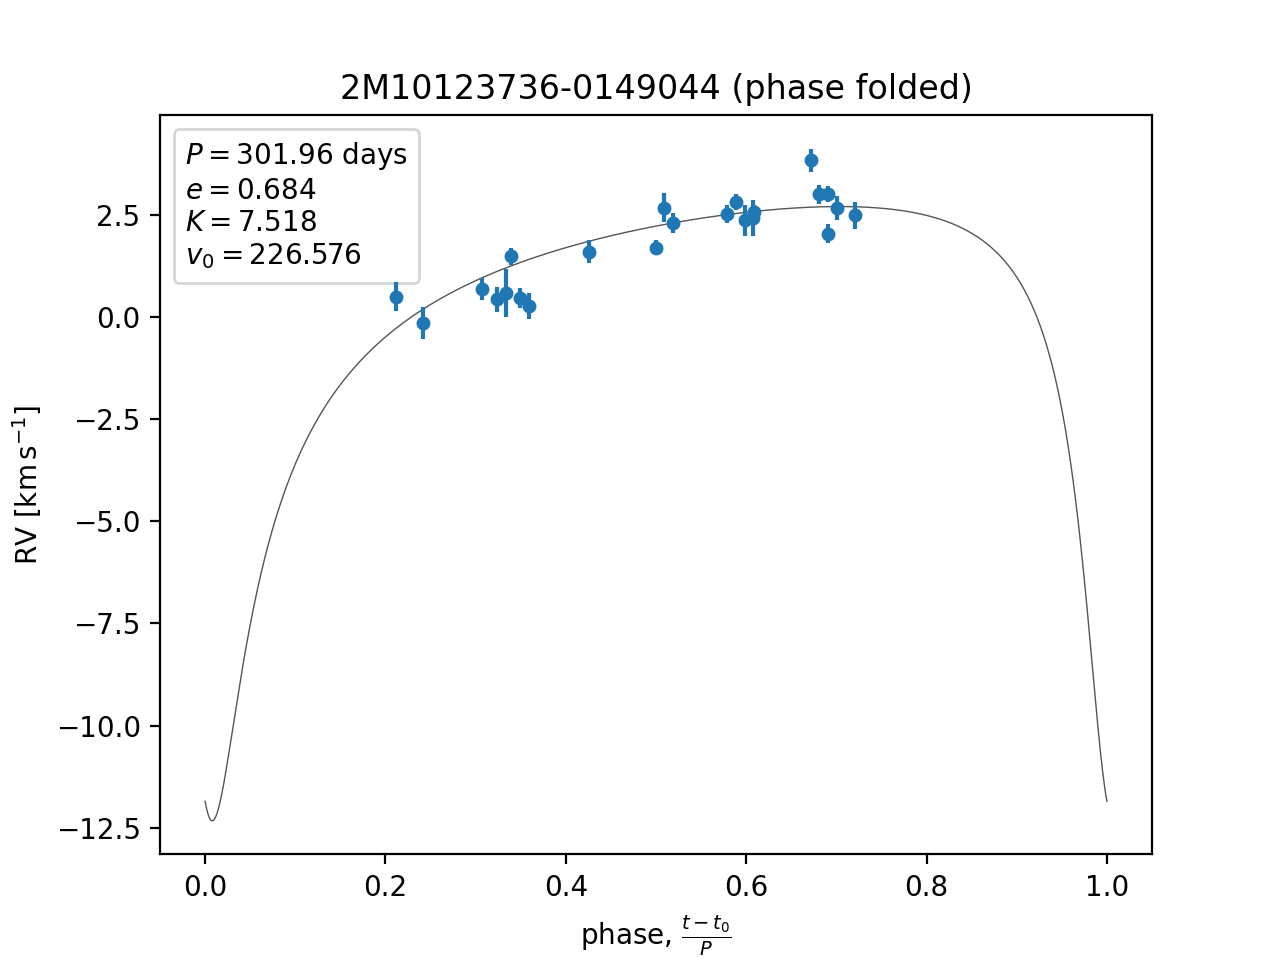 2M10123736-0149044 (phase folded)
P = 301.96 days
e = 0.684
K = 7.518
v₀ = 226.576
RV [km s⁻¹]
2.5
0.0
−2.5
−5.0
−7.5
−10.0
−12.5
0.0 0.2 0.4 0.6 0.8 1.0
phase, (t − t₀)/P